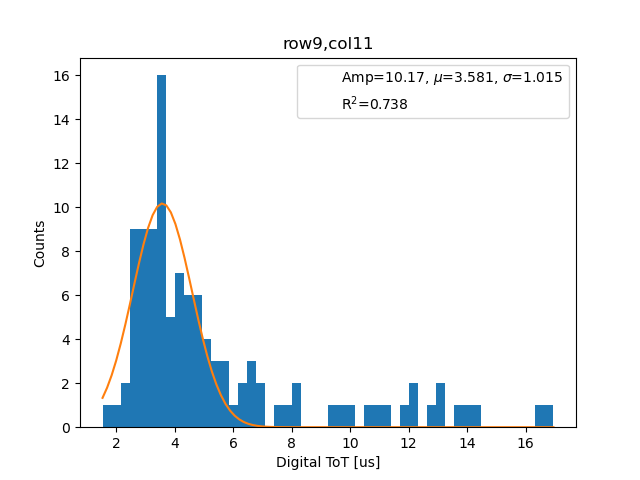 row9,col11
Amp=10.17, μ=3.581, σ=1.015
R²=0.738
Counts
16
14
12
10
8
6
4
2
0
2 4 6 8 10 12 14 16
Digital ToT [us]